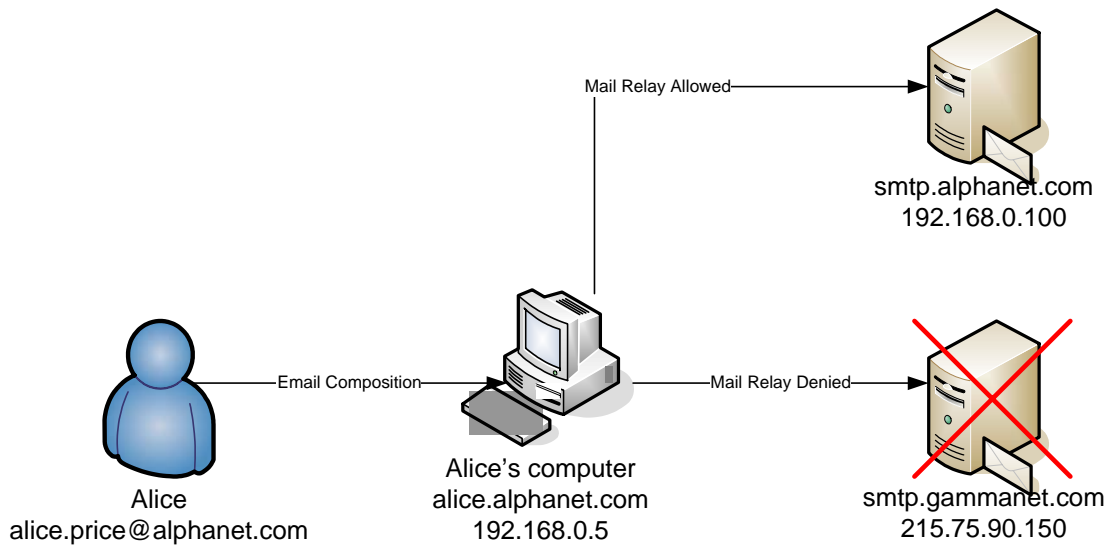 Mail Relay Allowed
smtp.alphanet.com
192.168.0.100
Email Composition
Mail Relay Denied
Alice
alice.price@alphanet.com
Alice's computer
alice.alphanet.com
192.168.0.5
smtp.gammanet.com
215.75.90.150